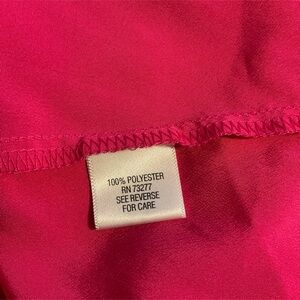 100% POLYESTER
RN 73277
SEE REVERSE
FOR CARE